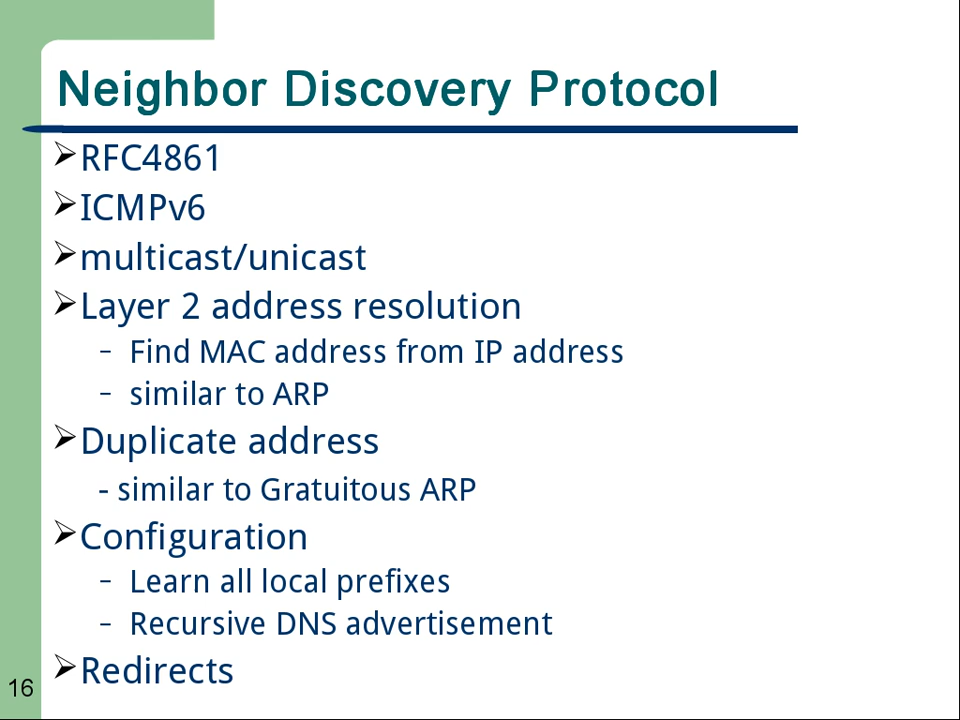 Neighbor Discovery Protocol
➢RFC4861
➢ICMPv6
➢multicast/unicast
➢Layer 2 address resolution
– Find MAC address from IP address
– similar to ARP
➢Duplicate address
- similar to Gratuitous ARP
➢Configuration
– Learn all local prefixes
– Recursive DNS advertisement
➢Redirects
16